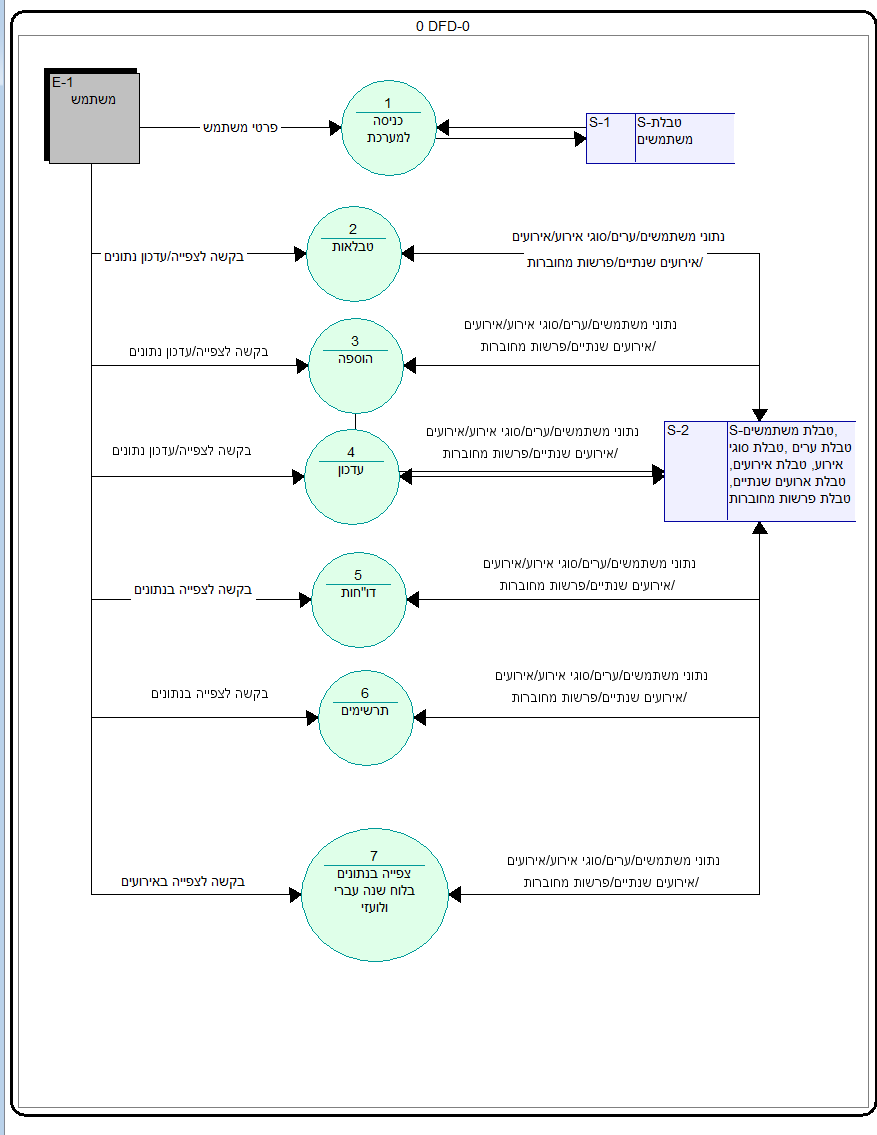 0 DFD-0
E-1
משתמש
פרטי משתמש
1
כניסה
למערכת
S-1
S-טבלת
משתמשים
2
טבלאות
בקשה לצפייה/עדכון נתונים
נתוני משתמשים/ערים/סוגי אירוע/אירועים
/אירועים שנתיים/פרשות מחוברות
3
הוספה
בקשה לצפייה/עדכון נתונים
נתוני משתמשים/ערים/סוגי אירוע/אירועים
/אירועים שנתיים/פרשות מחוברות
4
עדכון
בקשה לצפייה/עדכון נתונים
נתוני משתמשים/ערים/סוגי אירוע/אירועים
/אירועים שנתיים/פרשות מחוברות
S-2
S-טבלת משתמשים,
טבלת ערים ,טבלת סוגי
אירוע, טבלת אירועים,
טבלת ארועים שנתיים,
טבלת פרשות מחוברות
5
דו"חות
בקשה לצפייה בנתונים
נתוני משתמשים/ערים/סוגי אירוע/אירועים
/אירועים שנתיים/פרשות מחוברות
6
תרשימים
בקשה לצפייה בנתונים
נתוני משתמשים/ערים/סוגי אירוע/אירועים
/אירועים שנתיים/פרשות מחוברות
7
צפייה בנתונים
בלוח שנה עברי
ולועזי
בקשה לצפייה באירועים
נתוני משתמשים/ערים/סוגי אירוע/אירועים
/אירועים שנתיים/פרשות מחוברות